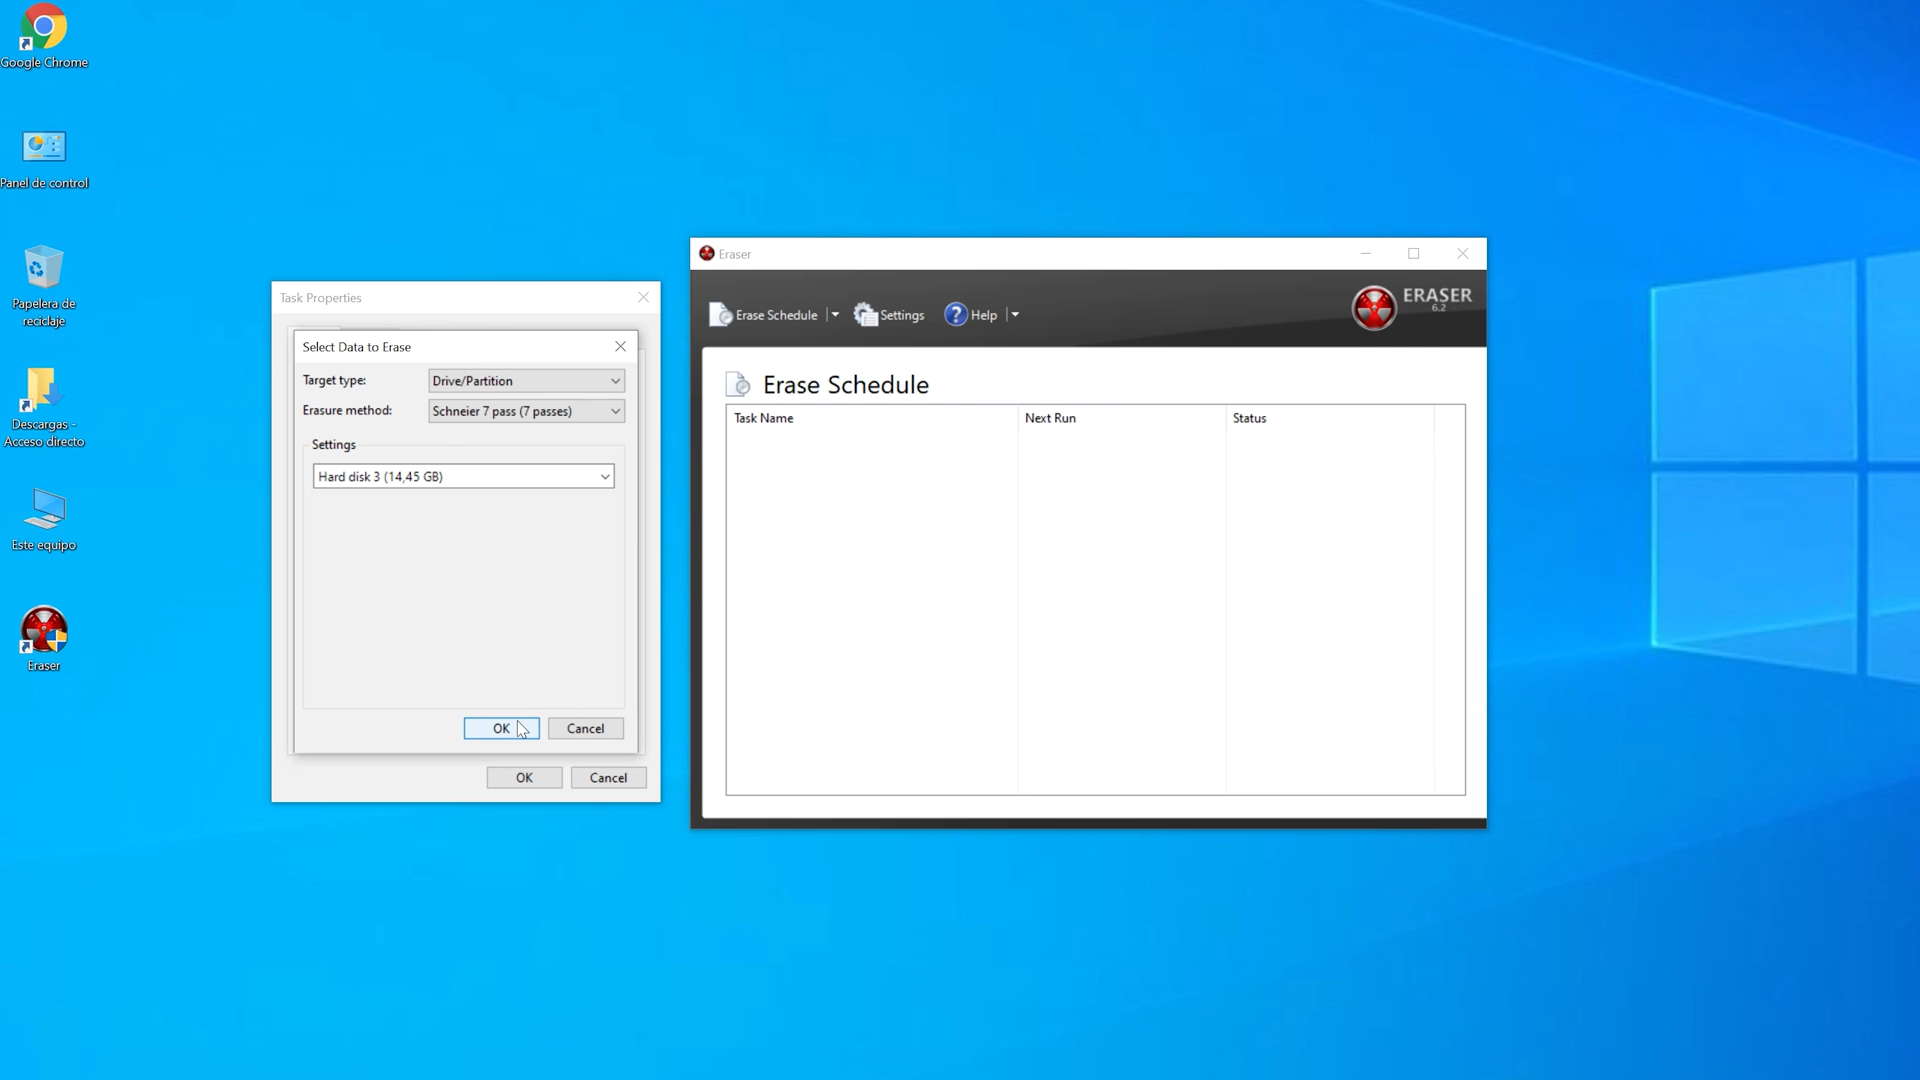 Google Chrome
Panel de control
Papelera de
reciclaje
Descargas -
Acceso directo
Este equipo
Eraser
Task Properties
Select Data to Erase
Target type:
Drive/Partition
Erasure method:
Schneier 7 pass (7 passes)
Settings
Hard disk 3 (14,45 GB)
OK
Cancel
OK
Cancel
Eraser
Erase Schedule
Settings
Help
ERASER
6.2
Erase Schedule
Task Name
Next Run
Status